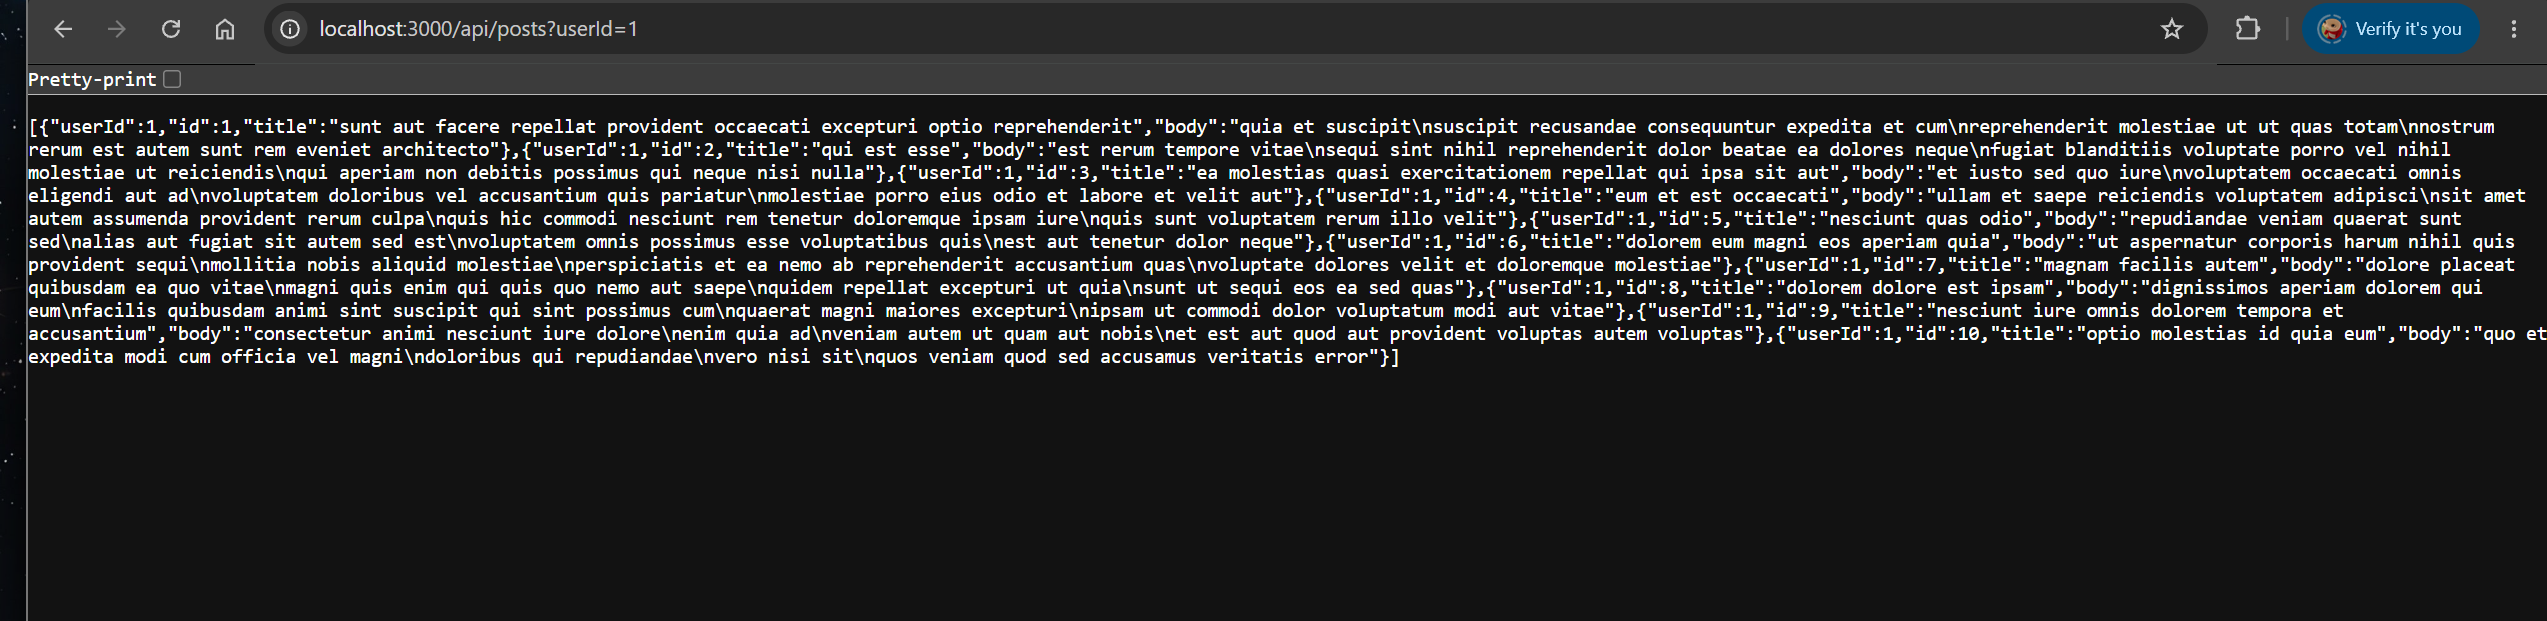 localhost:3000/api/posts?userId=1
Verify it's you
Pretty-print
[{"userId":1,"id":1,"title":"sunt aut facere repellat provident occaecati excepturi optio reprehenderit","body":"quia et suscipit\nsuscipit recusandae consequuntur expedita et cum\nreprehenderit molestiae ut ut quas totam\nnostrum
rerum est autem sunt rem eveniet architecto"},{"userId":1,"id":2,"title":"qui est esse","body":"est rerum tempore vitae\nsequi sint nihil reprehenderit dolor beatae ea dolores neque\nfugiat blanditiis voluptate porro vel nihil
molestiae ut reiciendis\nqui aperiam non debitis possimus qui neque nisi nulla"},{"userId":1,"id":3,"title":"ea molestias quasi exercitationem repellat qui ipsa sit aut","body":"et iusto sed quo iure\nvoluptatem occaecati omnis
eligendi aut ad\nvoluptatem doloribus vel accusantium quis pariatur\nmolestiae porro eius odio et labore et velit aut"},{"userId":1,"id":4,"title":"eum et est occaecati","body":"ullam et saepe reiciendis voluptatem adipisci\nsit amet
autem assumenda provident rerum culpa\nquis hic commodi nesciunt rem tenetur doloremque ipsam iure\nquis sunt voluptatem rerum illo velit"},{"userId":1,"id":5,"title":"nesciunt quas odio","body":"repudiandae veniam quaerat sunt
sed\nalias aut fugiat sit autem sed est\nvoluptatem omnis possimus esse voluptatibus quis\nest aut tenetur dolor neque"},{"userId":1,"id":6,"title":"dolorem eum magni eos aperiam quia","body":"ut aspernatur corporis harum nihil quis
provident sequi\nmollitia nobis aliquid molestiae\nperspiciatis et ea nemo ab reprehenderit accusantium quas\nvoluptate dolores velit et doloremque molestiae"},{"userId":1,"id":7,"title":"magnam facilis autem","body":"dolore placeat
quibusdam ea quo vitae\nmagni quis enim qui quis quo nemo aut saepe\nquidem repellat excepturi ut quia\nsunt ut sequi eos ea sed quas"},{"userId":1,"id":8,"title":"dolorem dolore est ipsam","body":"dignissimos aperiam dolorem qui
eum\nfacilis quibusdam animi sint suscipit qui sint possimus cum\nquaerat magni maiores excepturi\nipsam ut commodi dolor voluptatum modi aut vitae"},{"userId":1,"id":9,"title":"nesciunt iure omnis dolorem tempora et
accusantium","body":"consectetur animi nesciunt iure dolore\nenim quia ad\nveniam autem ut quam aut nobis\net est aut quod aut provident voluptas autem voluptas"},{"userId":1,"id":10,"title":"optio molestias id quia eum","body":"quo et
expedita modi cum officia vel magni\ndoloribus qui repudiandae\nvero nisi sit\nquos veniam quod sed accusamus veritatis error"}]